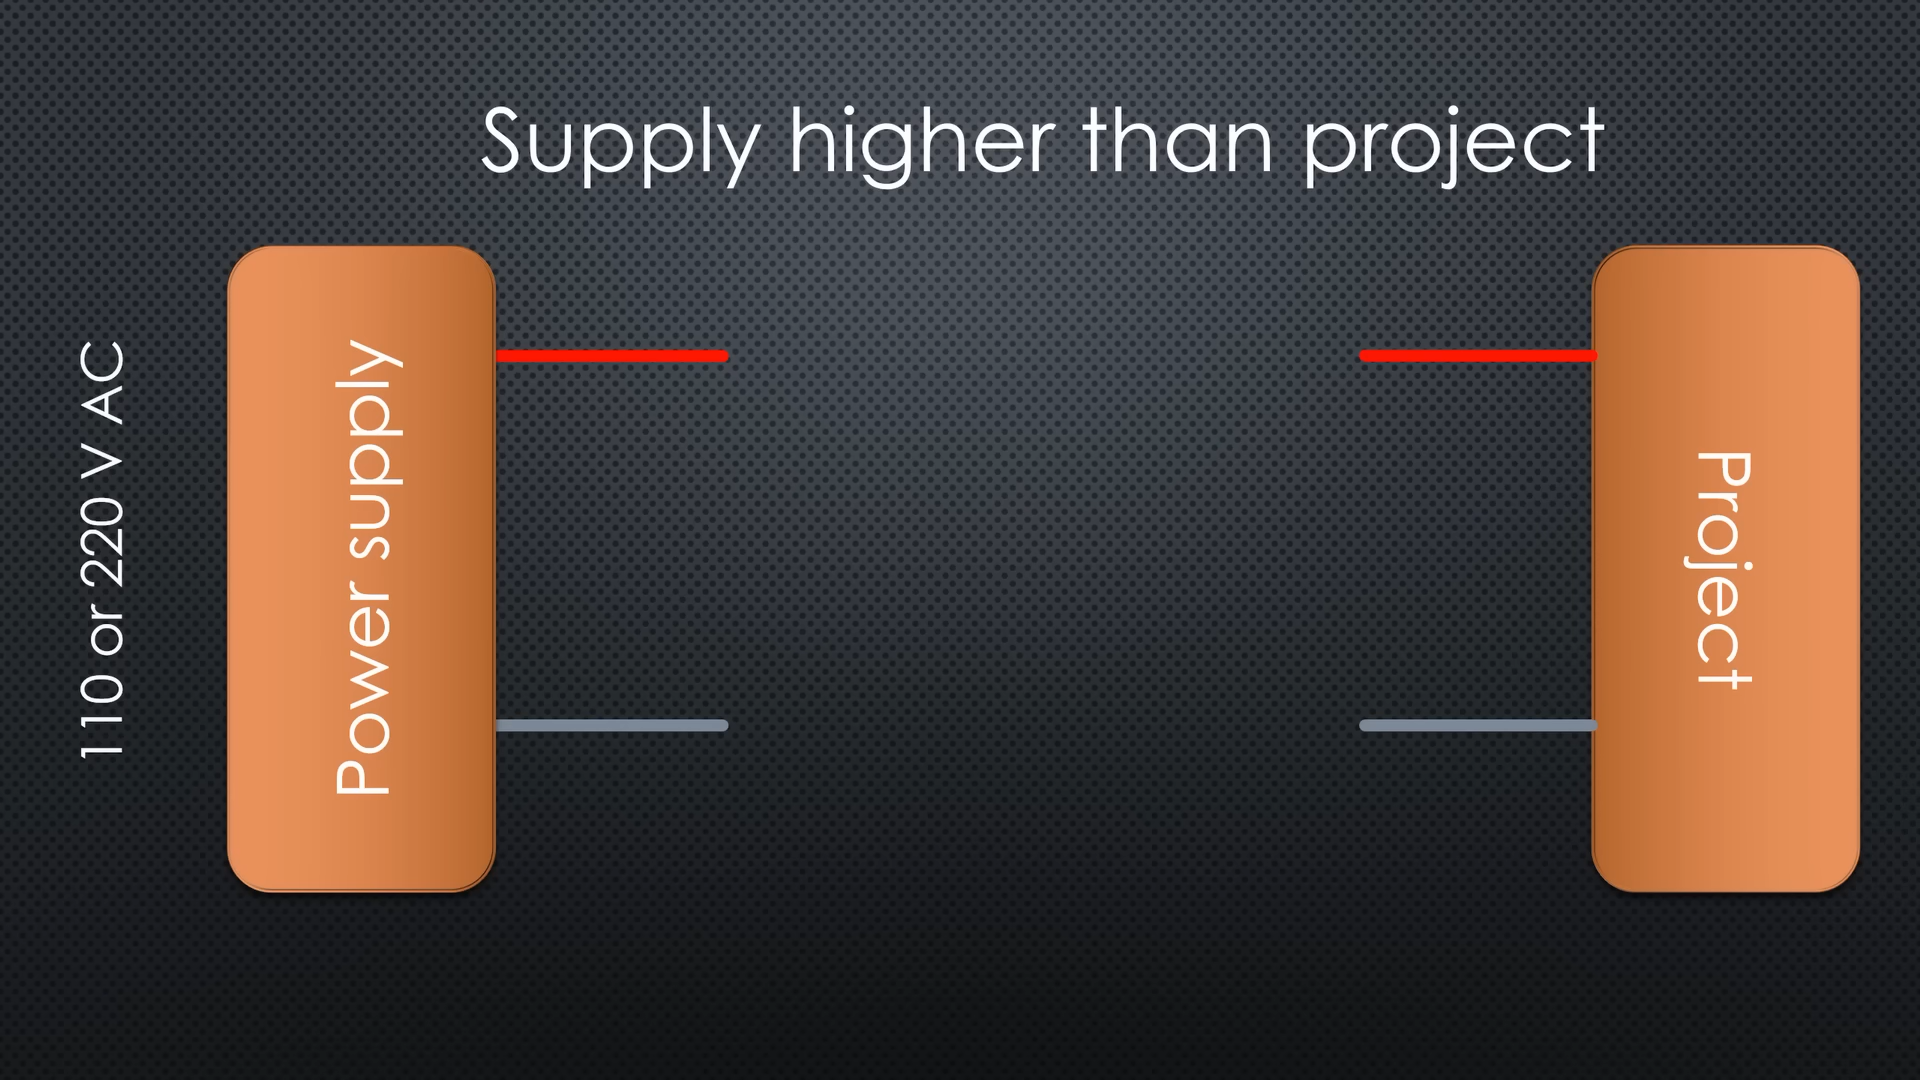 Supply higher than project
110 or 220 V AC
Power supply
Project